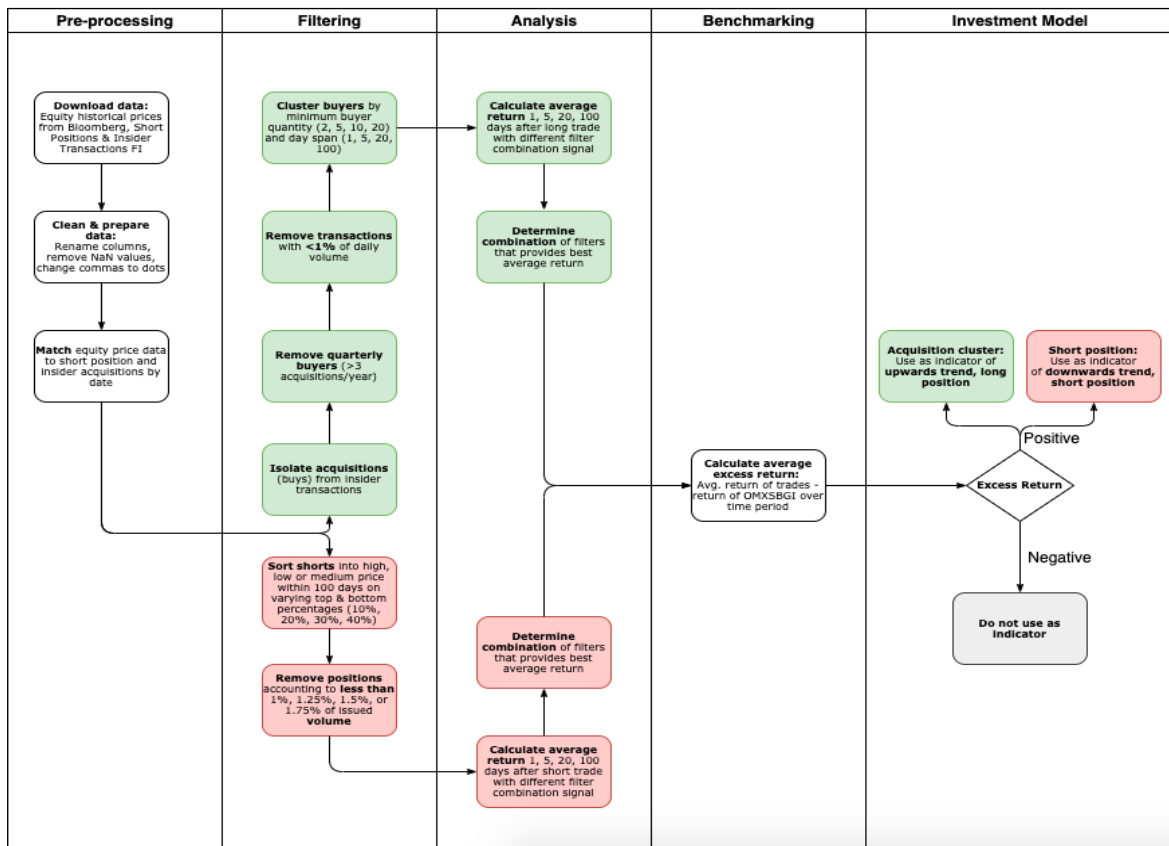 Pre-processing
Filtering
Analysis
Benchmarking
Investment Model
Download data:
Equity historical prices
from Bloomberg, Short
Positions & Insider
Transactions FI
Clean & prepare
data:
Rename columns,
remove NaN values,
change commas to dots
Match equity price data
to short position and
insider acquisitions by
date
Cluster buyers by
minimum buyer
quantity (2, 5, 10, 20)
and day span (1, 5, 20,
100)
Remove transactions
with <1% of daily
volume
Remove quarterly
buyers (>3
acquisitions/year)
Isolate acquisitions
(buys) from insider
transactions
Sort shorts into high,
low or medium price
within 100 days on
varying top & bottom
percentages (10%,
20%, 30%, 40%)
Remove positions
accounting to less than
1%, 1.25%, 1.5%, or
1.75% of issued
volume
Calculate average
return 1, 5, 20, 100
days after long trade
with different filter
combination signal
Determine
combination of filters
that provides best
average return
Determine
combination of filters
that provides best
average return
Calculate average
return 1, 5, 20, 100
days after short trade
with different filter
combination signal
Calculate average
excess return:
Avg. return of trades -
return of OMXSBGI over
time period
Acquisition cluster:
Use as indicator of
upwards trend, long
position
Short position:
Use as indicator
of downwards trend,
short position
Positive
Excess Return
Negative
Do not use as
indicator